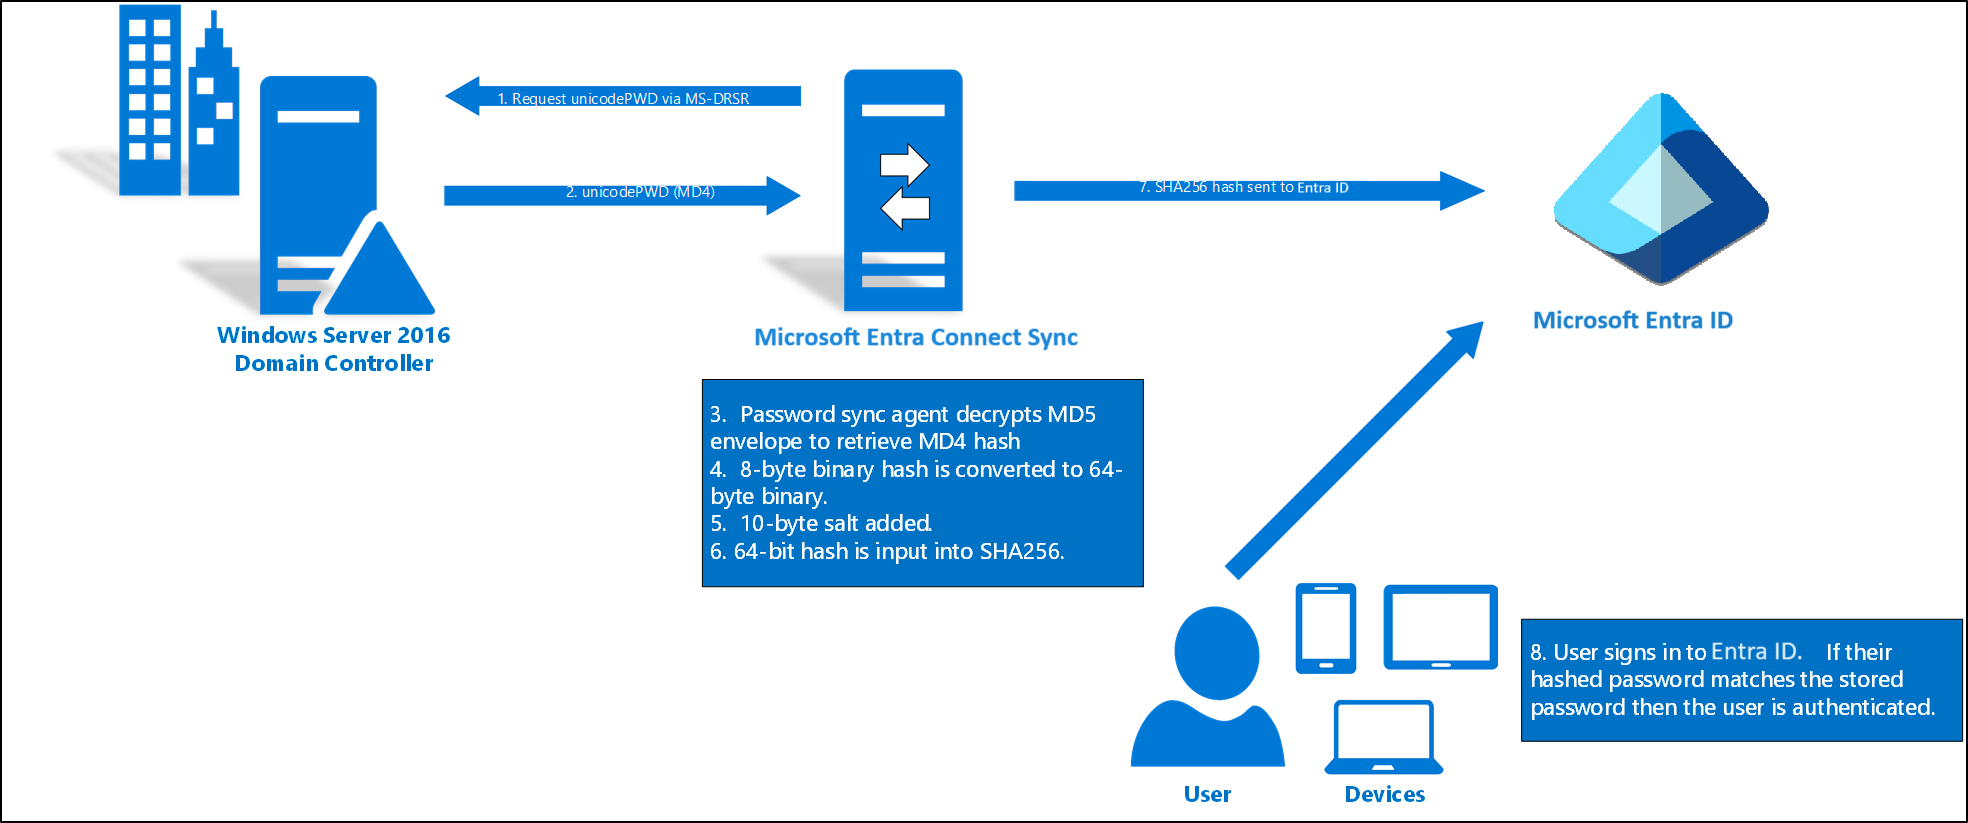 1. Request unicodePWD via MS-DRSR
2. unicodePWD (MD4)
7. SHA256 hash sent to Entra ID
Windows Server 2016
Domain Controller
Microsoft Entra Connect Sync
Microsoft Entra ID
3. Password sync agent decrypts MD5
envelope to retrieve MD4 hash
4. 8-byte binary hash is converted to 64-
byte binary.
5. 10-byte salt added.
6. 64-bit hash is input into SHA256.
8. User signs in to Entra ID. If their
hashed password matches the stored
password then the user is authenticated.
User
Devices